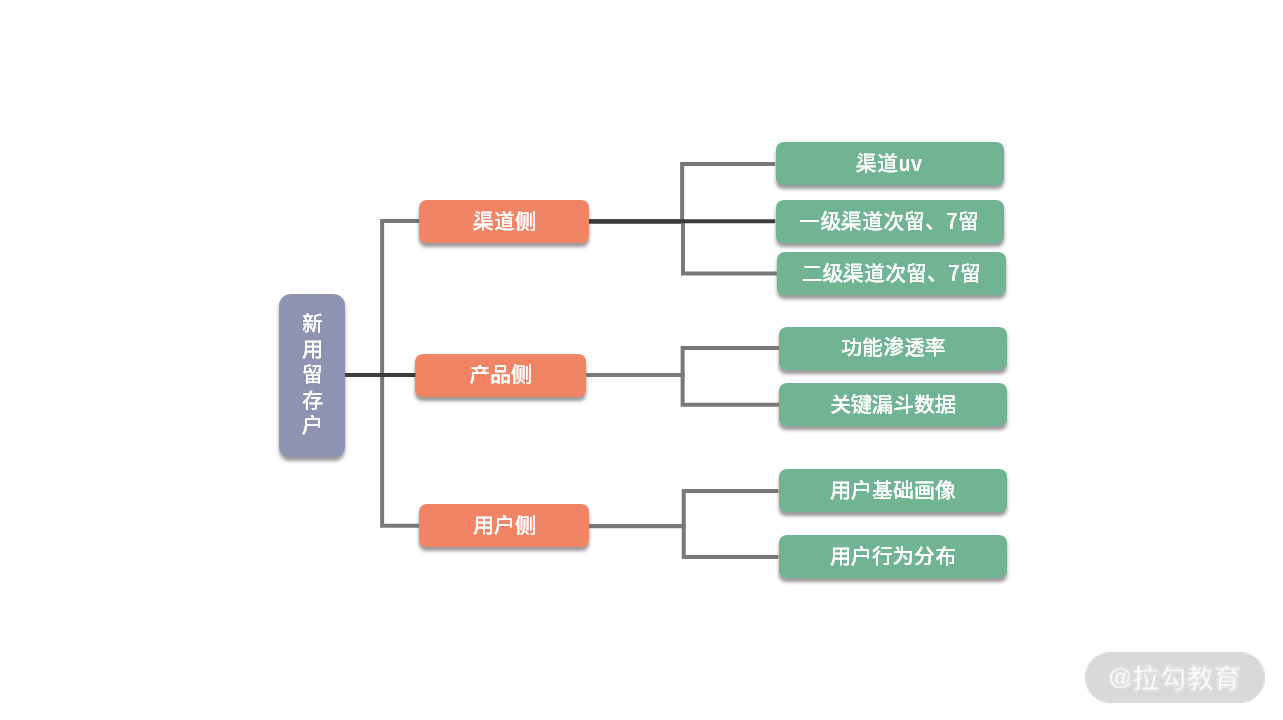 新
用
留
存
户
渠道侧
产品侧
用户侧
渠道uv
一级渠道次留、7留
二级渠道次留、7留
功能渗透率
关键漏斗数据
用户基础画像
用户行为分布
@拉勾教育